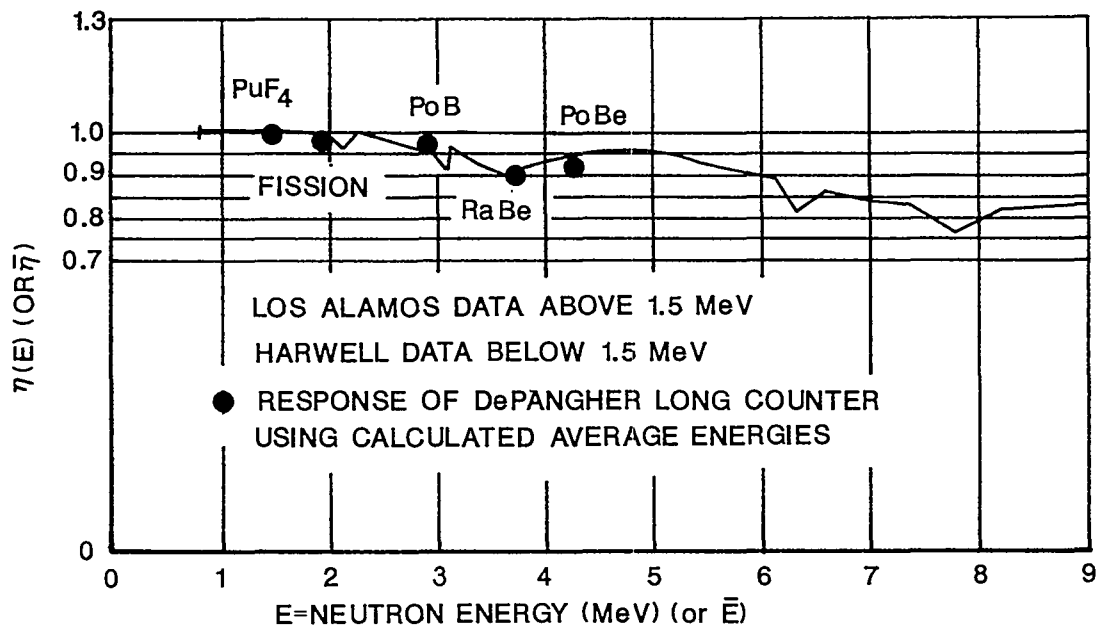 1.3
PuF4
PoB
PoBe
1.0
0.9
FISSION
RaBe
0.8
0.7
η(E) (OR η̅)
LOS ALAMOS DATA ABOVE 1.5 MeV
HARWELL DATA BELOW 1.5 MeV
● RESPONSE OF DePANGHER LONG COUNTER
USING CALCULATED AVERAGE ENERGIES
0
0 1 2 3 4 5 6 7 8 9
E=NEUTRON ENERGY (MeV) (or E̅)